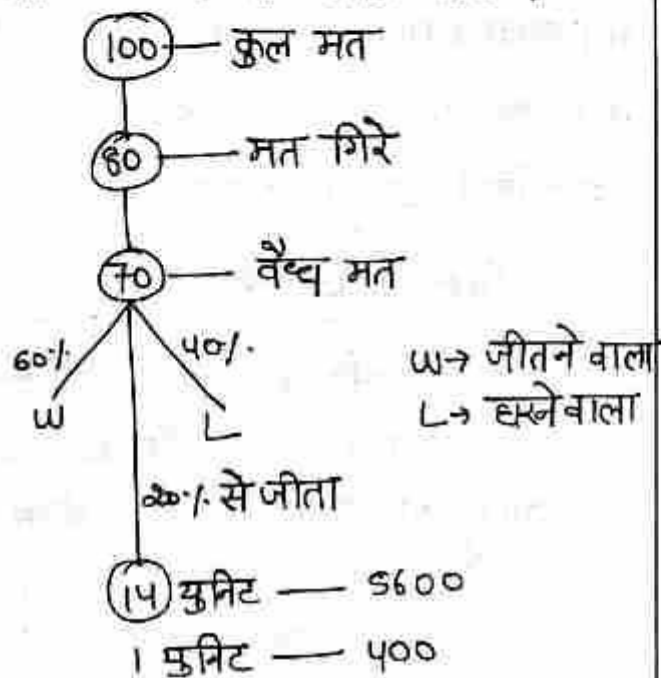 100 — कुल मत
80 — मत गिरे
70 — वैध्य मत
60% 40%
W L
W→ जीतने वाला
L→ हारने वाला
20% से जीता
14 युनिट — 5600
1 युनिट — 400